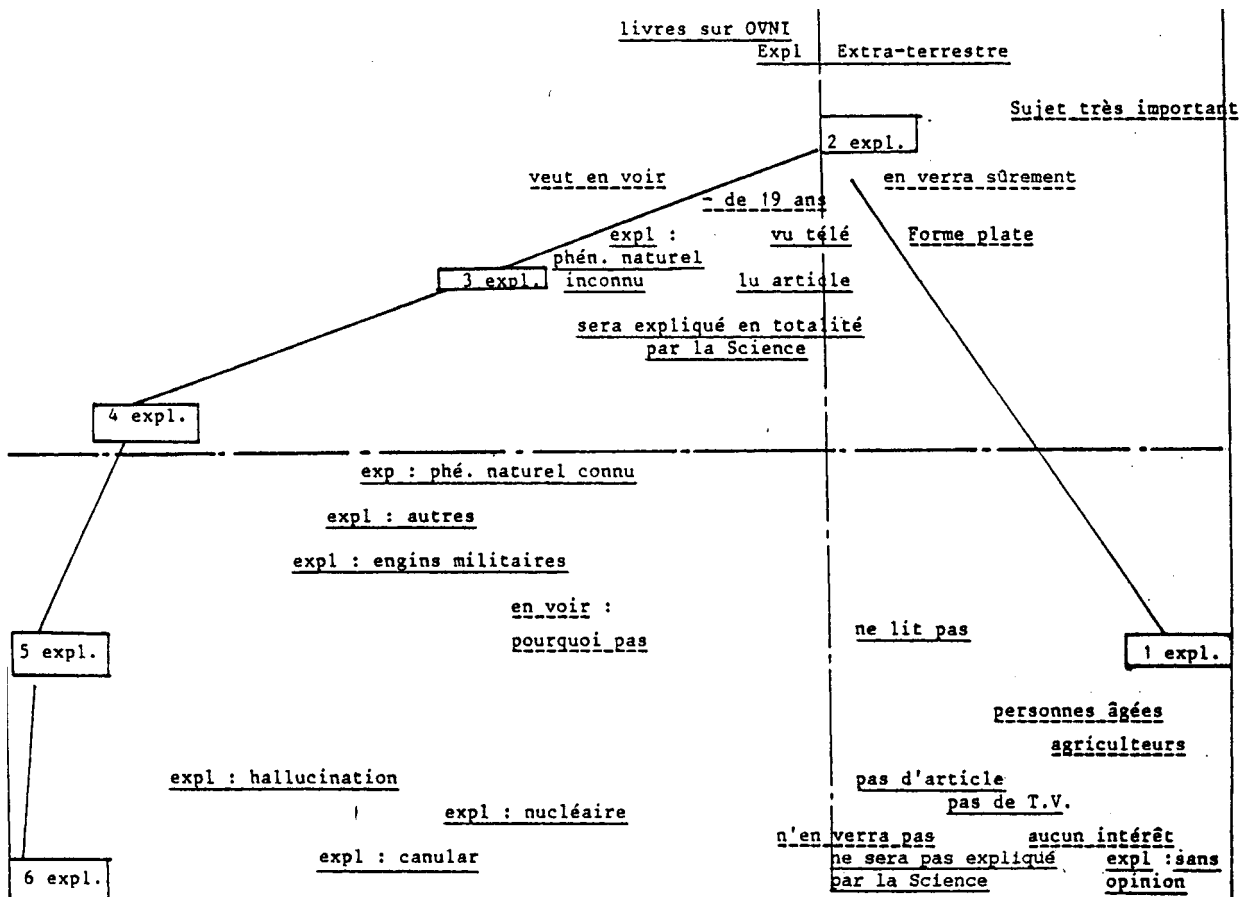 livres sur OVNI
Expl Extra-terrestre
Sujet très important
2 expl.
veut en voir
en verra sûrement
- de 19 ans
expl :
vu télé
Forme plate
phén. naturel
3 expl.
inconnu
lu article
sera expliqué en totalité
par la Science
4 expl.
exp : phé. naturel connu
expl : autres
expl : engins militaires
en voir :
pourquoi pas
ne lit pas
5 expl.
1 expl.
personnes âgées
agriculteurs
expl : hallucination
pas d'article
pas de T.V.
expl : nucléaire
n'en verra pas
aucun intérêt
expl : canular
ne sera pas expliqué
par la Science
expl :sans
opinion
6 expl.